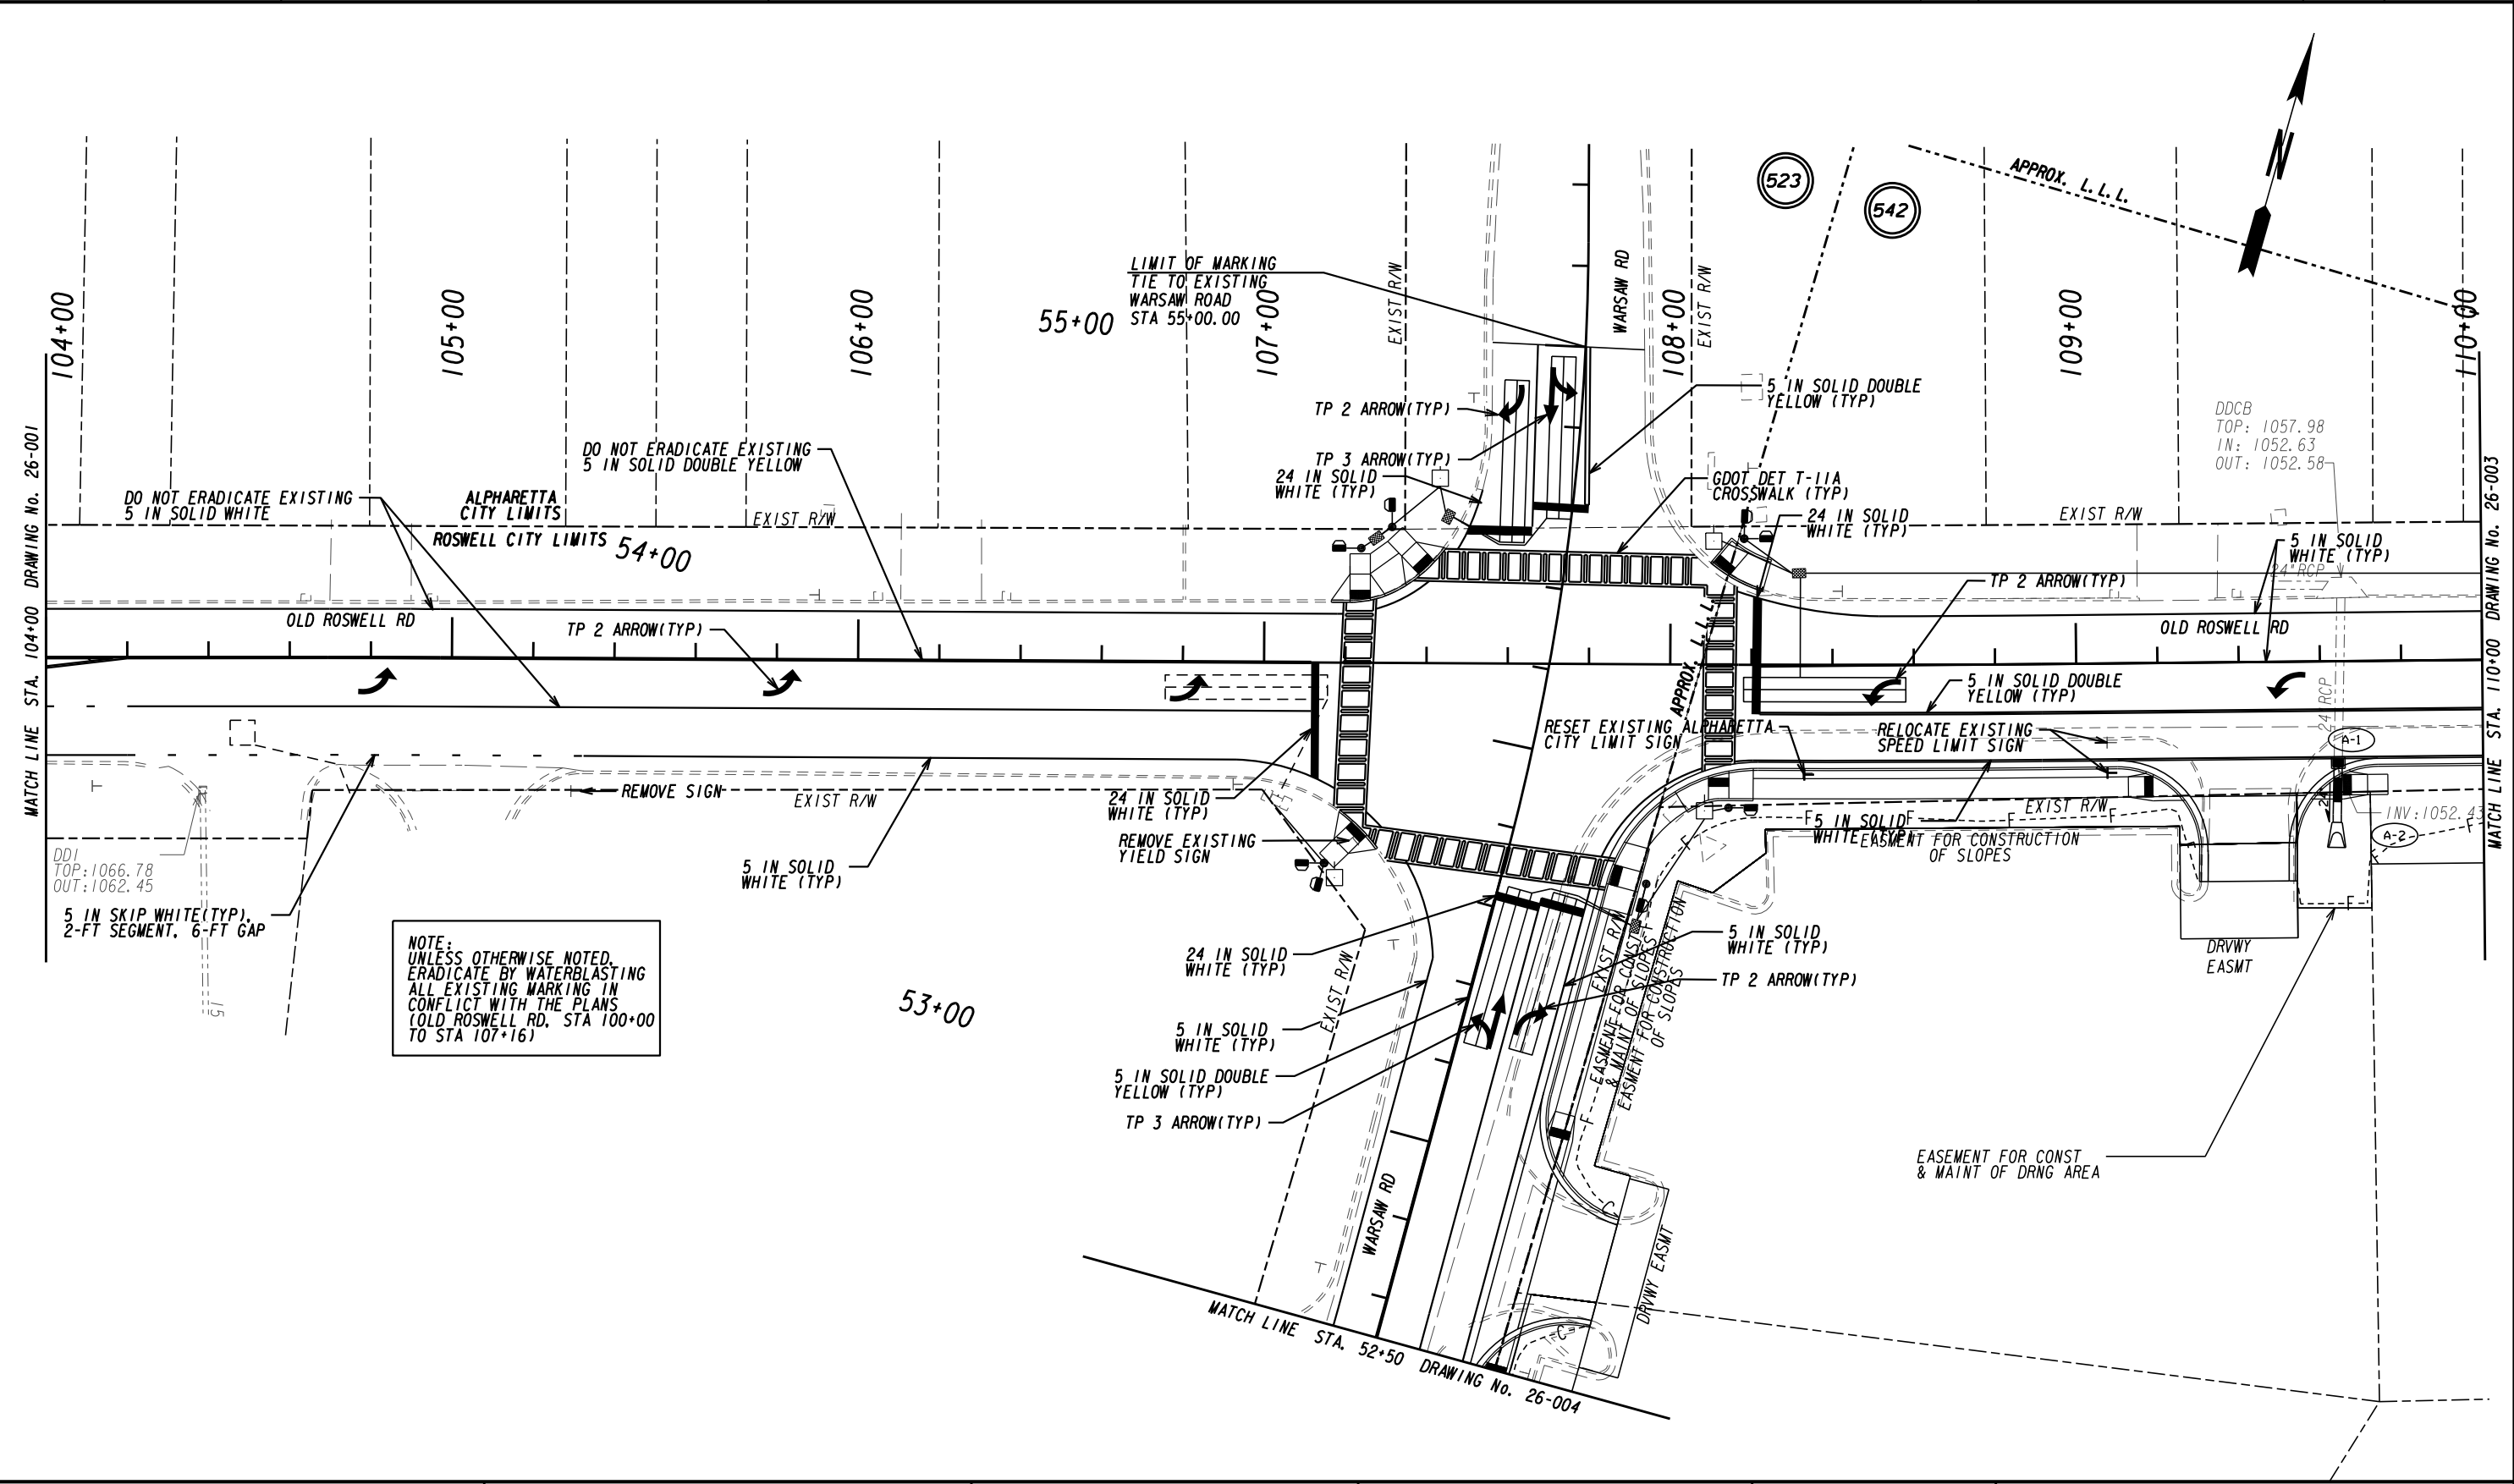 523
542
APPROX. L.L.L.
N
LIMIT OF MARKING
TIE TO EXISTING
WARSAW ROAD
STA 55+00.00
55+00
EXIST R/W
WARSAW RD
EXIST R/W
104+00
105+00
106+00
107+00
108+00
109+00
110+00
5 IN SOLID DOUBLE
YELLOW (TYP)
TP 2 ARROW(TYP)
TP 3 ARROW(TYP)
24 IN SOLID
WHITE (TYP)
GDOT DET T-11A
CROSSWALK (TYP)
24 IN SOLID
WHITE (TYP)
DDCB
TOP: 1057.98
IN: 1052.63
OUT: 1052.58
DO NOT ERADICATE EXISTING
5 IN SOLID DOUBLE YELLOW
DO NOT ERADICATE EXISTING
5 IN SOLID WHITE
ALPHARETTA
CITY LIMITS
EXIST R/W
ROSWELL CITY LIMITS
54+00
EXIST R/W
5 IN SOLID
WHITE (TYP)
24"RCP
TP 2 ARROW(TYP)
OLD ROSWELL RD
TP 2 ARROW(TYP)
OLD ROSWELL RD
MATCH LINE STA. 104+00 DRAWING No. 26-001
MATCH LINE STA. 110+00 DRAWING No. 26-003
APPROX. L.L.L.
5 IN SOLID DOUBLE
YELLOW (TYP)
24"RCP
RESET EXISTING ALPHARETTA
CITY LIMIT SIGN
RELOCATE EXISTING
SPEED LIMIT SIGN
A-1
REMOVE SIGN
EXIST R/W
24 IN SOLID
WHITE (TYP)
REMOVE EXISTING
YIELD SIGN
EXIST R/W
5 IN SOLID
WHITE (TYP)
EASMENT FOR CONSTRUCTION
OF SLOPES
INV:1052.43
A-2
DDI
TOP:1066.78
OUT:1062.45
5 IN SOLID
WHITE (TYP)
5 IN SKIP WHITE(TYP),
2-FT SEGMENT, 6-FT GAP
15
NOTE:
UNLESS OTHERWISE NOTED,
ERADICATE BY WATERBLASTING
ALL EXISTING MARKING IN
CONFLICT WITH THE PLANS
(OLD ROSWELL RD, STA 100+00
TO STA 107+16)
53+00
24 IN SOLID
WHITE (TYP)
EXIST R/W
5 IN SOLID
WHITE (TYP)
5 IN SOLID DOUBLE
YELLOW (TYP)
TP 3 ARROW(TYP)
5 IN SOLID
WHITE (TYP)
TP 2 ARROW(TYP)
EXIST R/W
EASMENT FOR CONST
& MAINT OF SLOPES
EASMENT FOR CONSTRUCTION
OF SLOPES
DRVWY
EASMT
EASEMENT FOR CONST
& MAINT OF DRNG AREA
WARSAW RD
DRVWY EASMT
MATCH LINE STA. 52+50 DRAWING No. 26-004